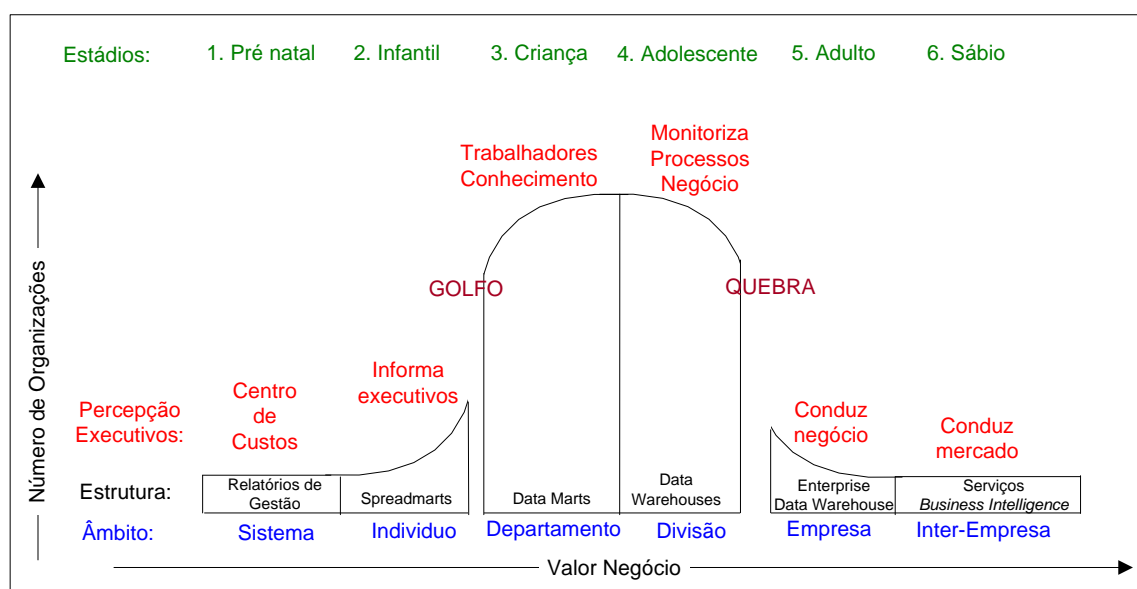 Estádios: 1. Pré natal 2. Infantil 3. Criança 4. Adolescente 5. Adulto 6. Sábio
Trabalhadores
Conhecimento
Monitoriza
Processos
Negócio
GOLFO
QUEBRA
Número de Organizações
Percepção
Executivos:
Centro
de
Custos
Informa
executivos
Conduz
negócio
Conduz
mercado
Estrutura:
Relatórios de
Gestão
Spreadmarts
Data Marts
Data
Warehouses
Enterprise
Data Warehouse
Serviços
Business Intelligence
Âmbito: Sistema Individuo Departamento Divisão Empresa Inter-Empresa
Valor Negócio